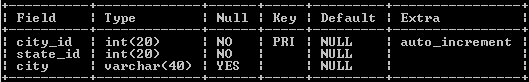 +----------+-------------+------+-----+---------+----------------+
| Field    | Type        | Null | Key | Default | Extra          |
+----------+-------------+------+-----+---------+----------------+
| city_id  | int(20)     | NO   | PRI | NULL    | auto_increment |
| state_id | int(20)     | NO   |     | NULL    |                |
| city     | varchar(40) | YES  |     | NULL    |                |
+----------+-------------+------+-----+---------+----------------+